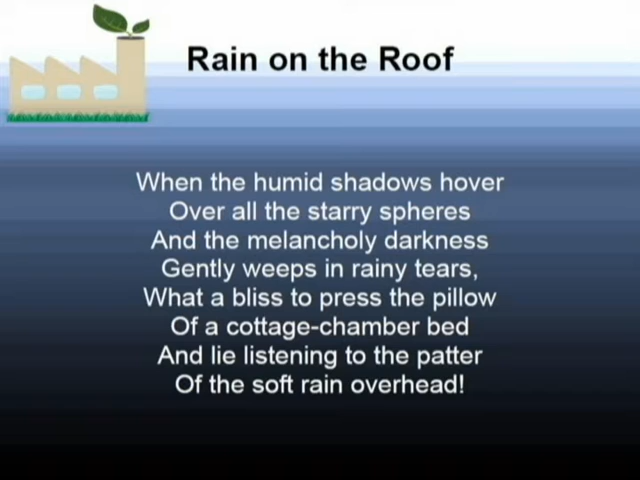 Rain on the Roof
When the humid shadows hover
Over all the starry spheres
And the melancholy darkness
Gently weeps in rainy tears,
What a bliss to press the pillow
Of a cottage-chamber bed
And lie listening to the patter
Of the soft rain overhead!